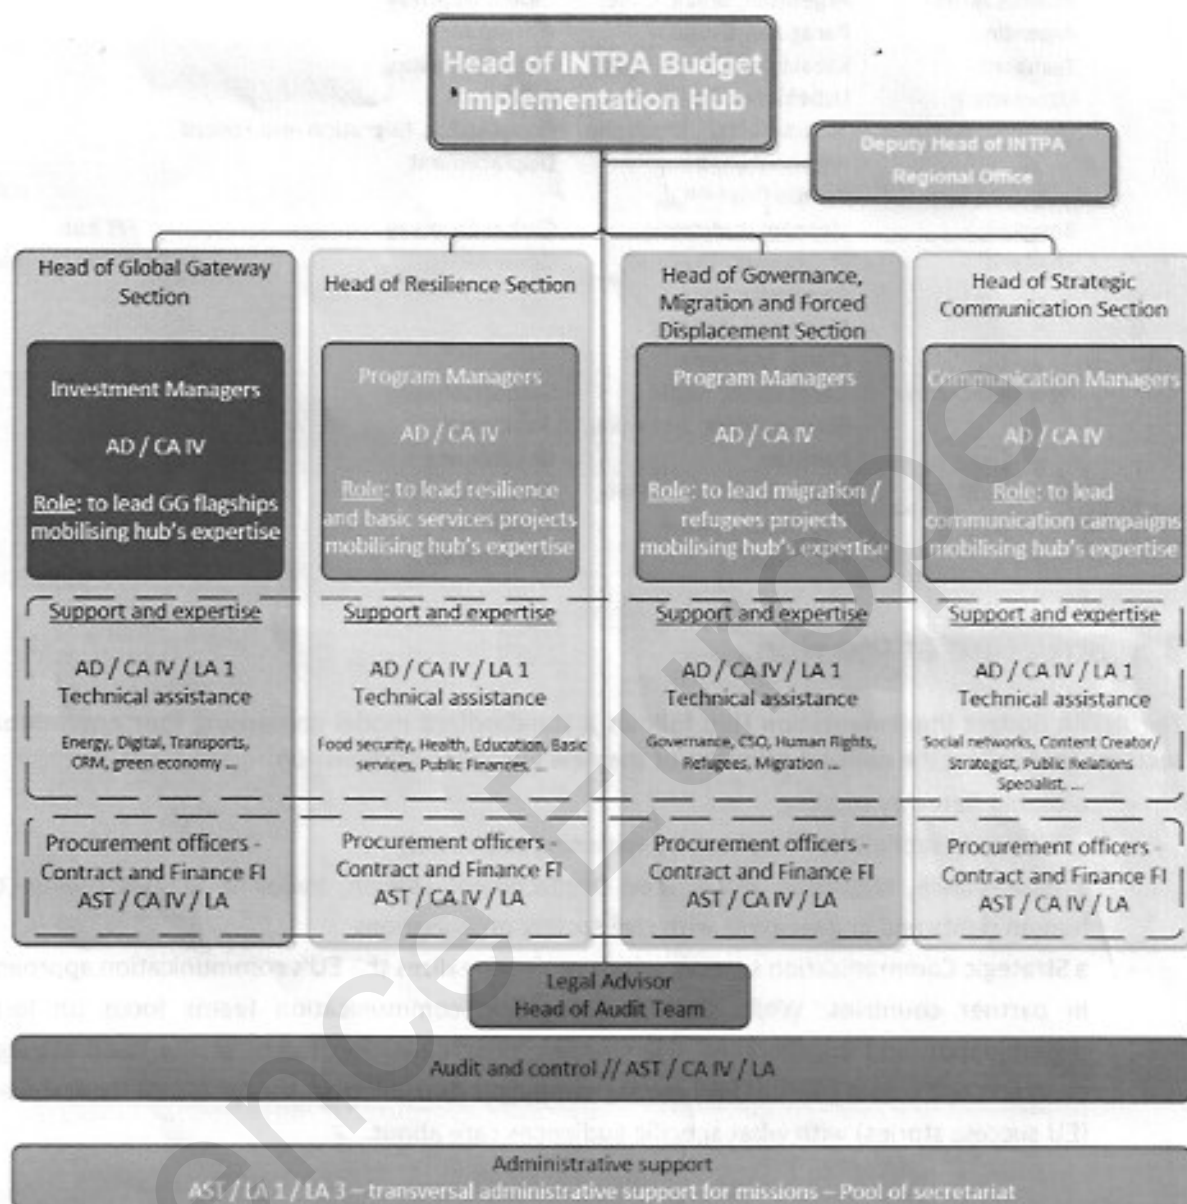 Head of INTPA Budget
Implementation Hub
Deputy Head of INTPA
Regional Office
Head of Global Gateway
Section
Investment Managers
AD / CA IV
Role: to lead GG flagships
mobilising hub's expertise
Support and expertise
AD / CA IV / LA 1
Technical assistance
Energy, Digital, Transports,
CRM, green economy ...
Procurement officers -
Contract and Finance FI
AST / CA IV / LA
Head of Resilience Section
Program Managers
AD / CA IV
Role: to lead resilience
and basic services projects
mobilising hub's expertise
Support and expertise
AD / CA IV / LA 1
Technical assistance
Food security, Health, Education, Basic
services, Public Finances, ...
Procurement officers -
Contract and Finance FI
AST / CA IV / LA
Head of Governance,
Migration and Forced
Displacement Section
Program Managers
AD / CA IV
Role: to lead migration /
refugees projects
mobilising hub's expertise
Support and expertise
AD / CA IV / LA 1
Technical assistance
Governance, CSO, Human Rights,
Refugees, Migration ...
Procurement officers -
Contract and Finance FI
AST / CA IV / LA
Head of Strategic
Communication Section
Communication Managers
AD / CA IV
Role: to lead
communication campaigns
mobilising hub's expertise
Support and expertise
AD / CA IV / LA 1
Technical assistance
Social networks, Content Creator/
Strategist, Public Relations
Specialist, ...
Procurement officers -
Contract and Finance FI
AST / CA IV / LA
Legal Advisor
Head of Audit Team
Audit and control // AST / CA IV / LA
Administrative support
AST / LA 1 / LA 3 – transversal administrative support for missions – Pool of secretariat
ence Europe